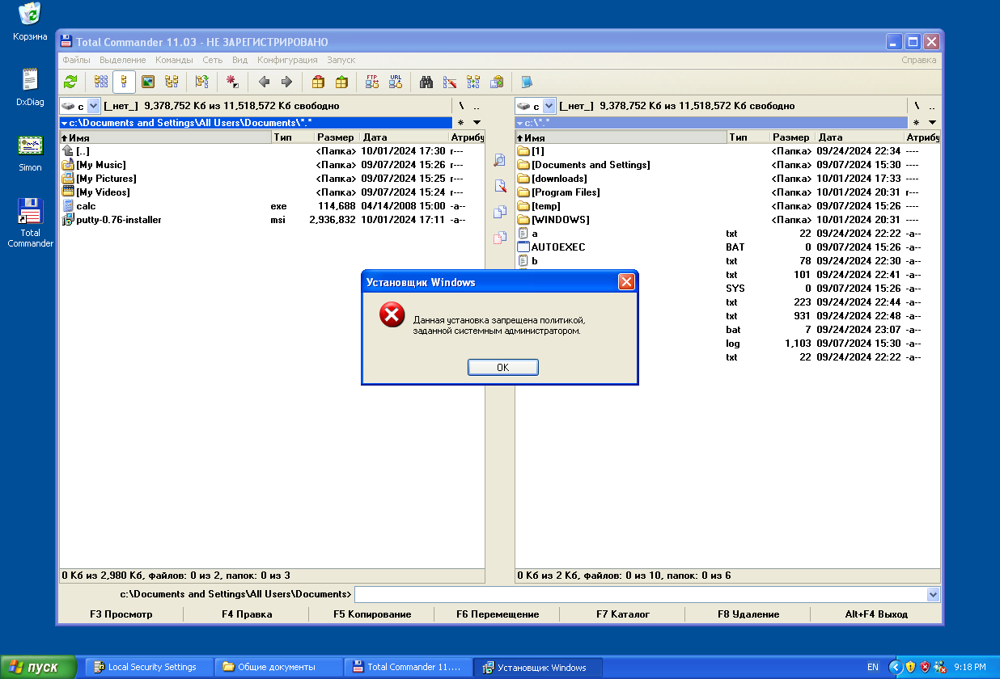 Корзина
DxDiag
Simon
Total
Commander
Total Commander 11.03 - НЕ ЗАРЕГИСТРИРОВАНО
Файлы Выделение Команды Сеть Вид Конфигурация Запуск Справка
FTP URL
c [_нет_] 9,378,752 Кб из 11,518,572 Кб свободно \ ..
c:\Documents and Settings\All Users\Documents\*.* * 
Имя Тип Размер Дата Атрибу
[..] <Папка> 10/01/2024 17:30 r---
[My Music] <Папка> 09/07/2024 15:26 r---
[My Pictures] <Папка> 09/07/2024 15:25 r---
[My Videos] <Папка> 09/07/2024 15:24 r---
calc exe 114,688 04/14/2008 15:00 -a--
putty-0.76-installer msi 2,936,832 10/01/2024 17:11 -a--
0 Кб из 2,980 Кб, файлов: 0 из 2, папок: 0 из 3
c [_нет_] 9,378,752 Кб из 11,518,572 Кб свободно \ ..
c:\*.* *
Имя Тип Размер Дата Атрибу
[1] <Папка> 09/24/2024 22:34 ----
[Documents and Settings] <Папка> 09/07/2024 15:30 ----
[downloads] <Папка> 10/01/2024 17:33 ----
[Program Files] <Папка> 10/01/2024 20:31 r---
[temp] <Папка> 09/07/2024 15:26 ----
[WINDOWS] <Папка> 10/01/2024 20:31 ----
a txt 22 09/24/2024 22:22 -a--
AUTOEXEC BAT 0 09/07/2024 15:26 -a--
b txt 78 09/24/2024 22:30 -a--
txt 101 09/24/2024 22:41 -a--
SYS 0 09/07/2024 15:26 -a--
txt 223 09/24/2024 22:44 -a--
txt 931 09/24/2024 22:48 -a--
bat 7 09/24/2024 23:07 -a--
log 1,103 09/07/2024 15:30 -a--
txt 22 09/24/2024 22:22 -a--
0 Кб из 2 Кб, файлов: 0 из 10, папок: 0 из 6
Установщик Windows
Данная установка запрещена политикой,
заданной системным администратором.
OK
c:\Documents and Settings\All Users\Documents>
F3 Просмотр F4 Правка F5 Копирование F6 Перемещение F7 Каталог F8 Удаление Alt+F4 Выход
пуск Local Security Settings Общие документы Total Commander 11.... Установщик Windows EN 9:18 PM